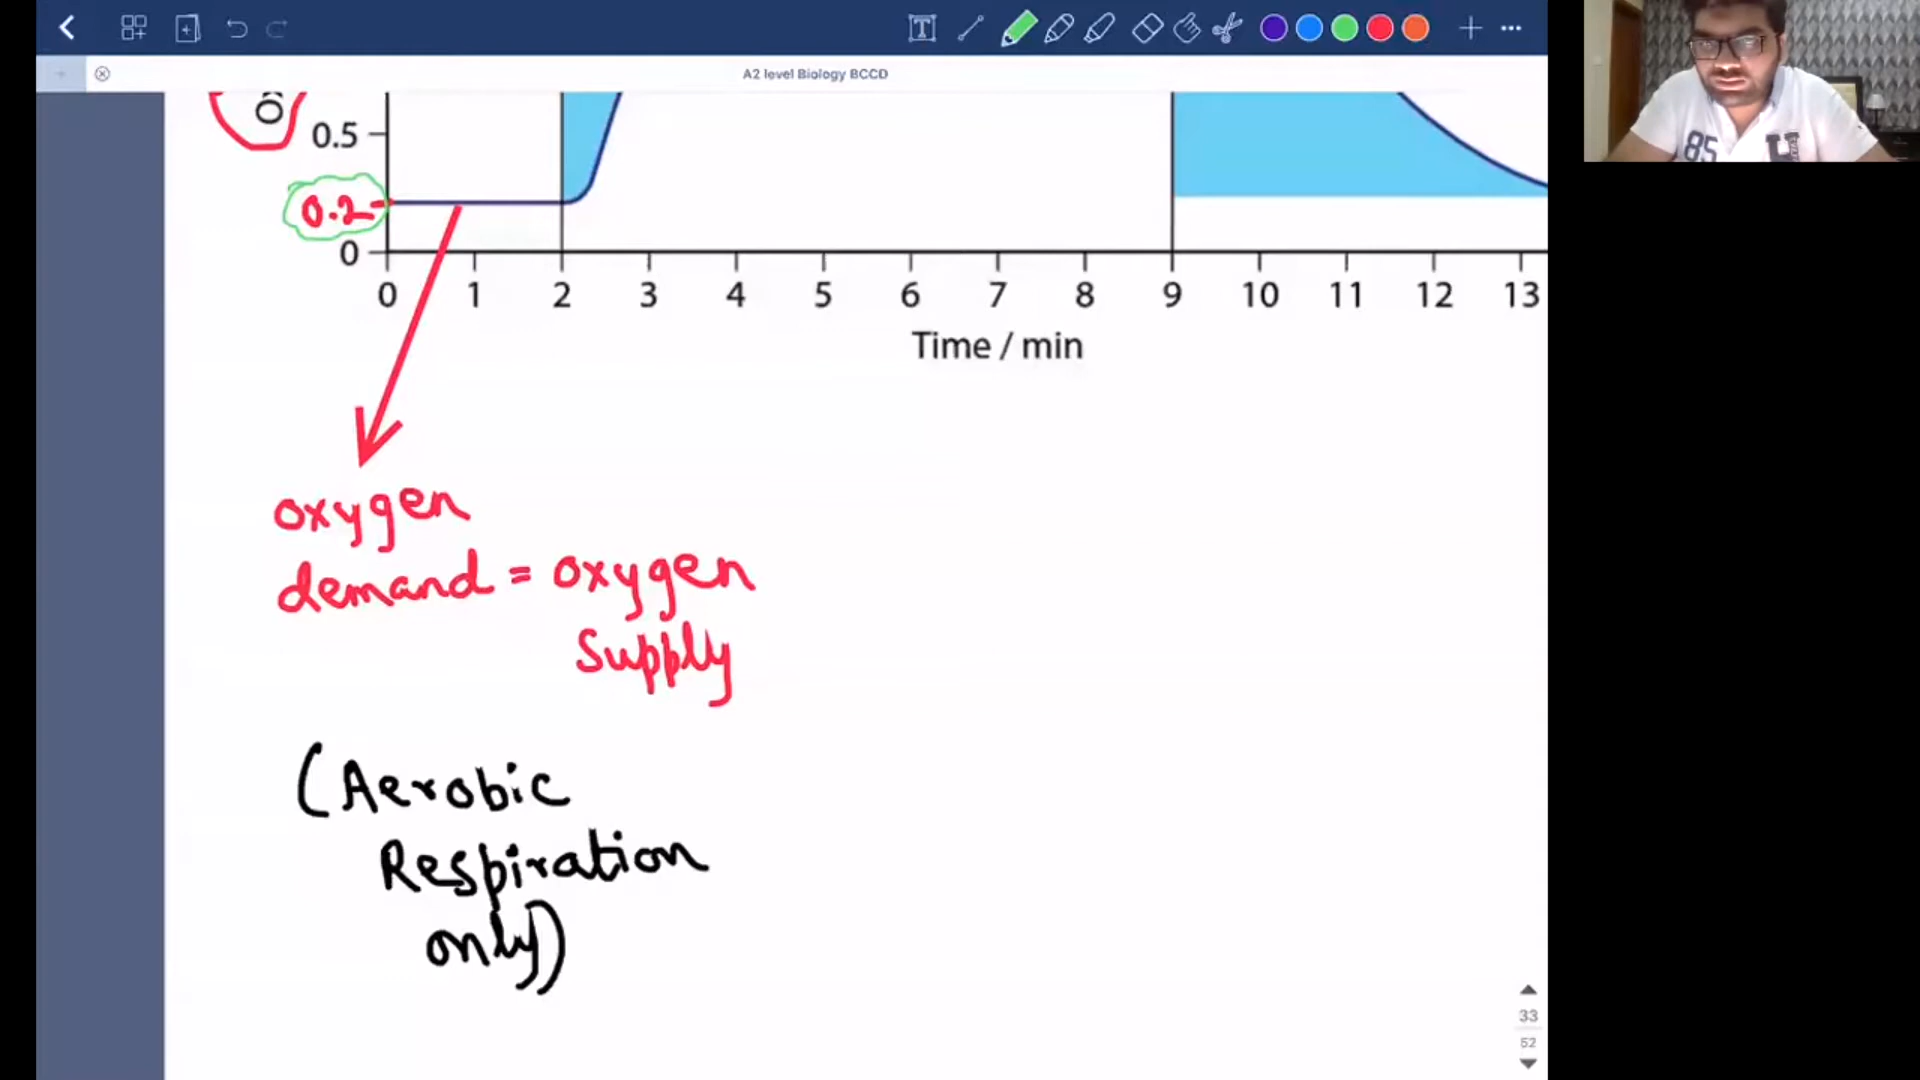 A2 level Biology BCCD
0.5
0.2
0
0 1 2 3 4 5 6 7 8 9 10 11 12 13
Time / min
oxygen
demand = oxygen
supply
(Aerobic
Respiration
only)
85
33
52